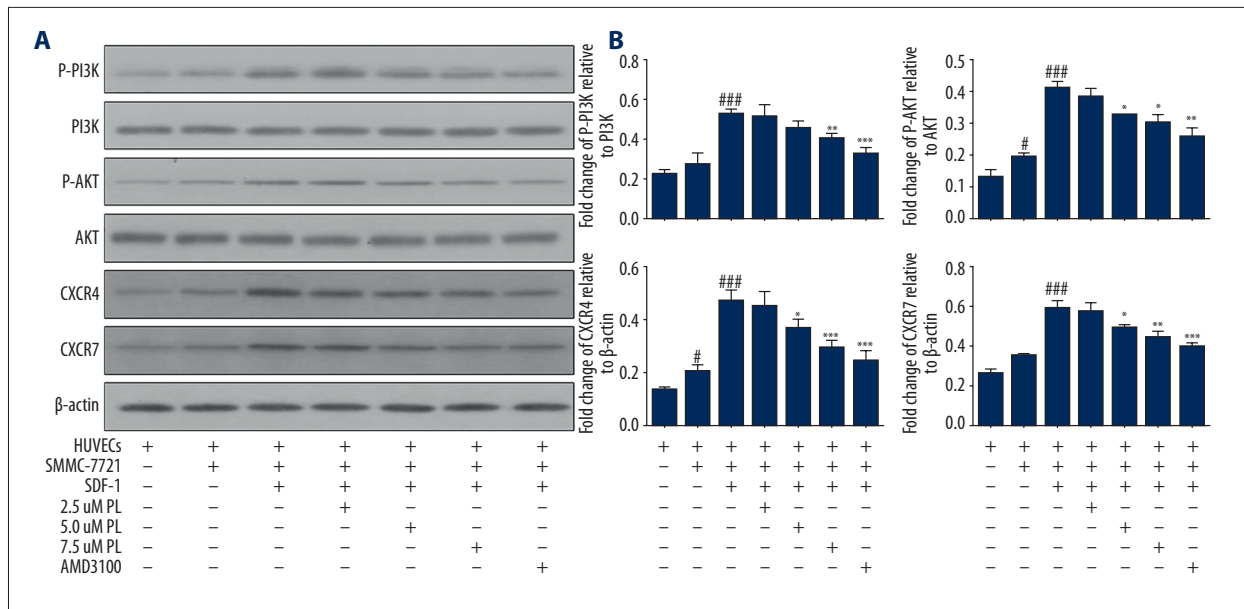 A
P-PI3K
PI3K
P-AKT
AKT
CXCR4
CXCR7
β-actin
HUVECs + + + + + + +
SMMC-7721 – + + + + + +
SDF-1 – – + + + + +
2.5 uM PL – – – + – – –
5.0 uM PL – – – – + – –
7.5 uM PL – – – – – + –
AMD3100 – – – – – – +
B
Fold change of P-PI3K relative
to PI3K
0.8
0.6
0.4
0.2
0.0
###
**
***
Fold change of P-AKT relative
to AKT
0.5
0.4
0.3
0.2
0.1
0.0
#
###
*
*
**
Fold change of CXCR4 relative
to β-actin
0.6
0.4
0.2
0.0
#
###
*
***
***
Fold change of CXCR7 relative
to β-actin
0.8
0.6
0.4
0.2
0.0
###
*
**
***
+ + + + + + +
– + + + + + +
– – + + + + +
– – – + – – –
– – – – + – –
– – – – – + –
– – – – – – +
+ + + + + + +
– + + + + + +
– – + + + + +
– – – + – – –
– – – – + – –
– – – – – + –
– – – – – – +